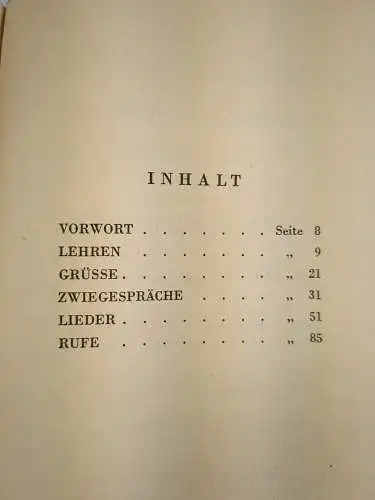 INHALT
VORWORT . . . . . . . Seite 8
LEHREN . . . . . . . „ 9
GRÜSSE . . . . . . . . „ 21
ZWIEGESPRÄCHE . . . . „ 31
LIEDER . . . . . . . . „ 51
RUFE . . . . . . . . „ 85